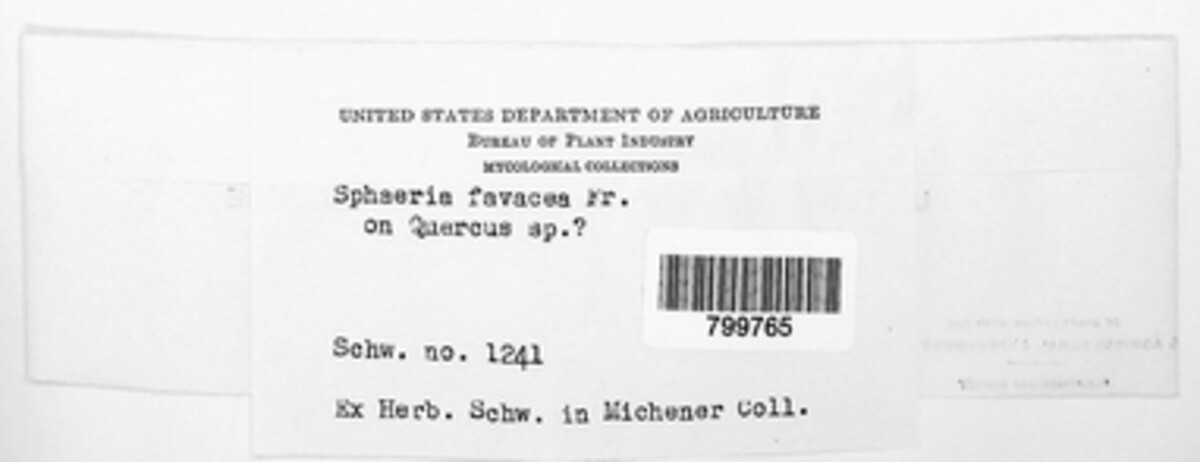 UNITED STATES DEPARTMENT OF AGRICULTURE
BUREAU OF PLANT INDUSTRY
MYCOLOGICAL COLLECTIONS
Sphaeria favacea Fr.
on Quercus sp.?
799765
Schw. no. 1241
Ex Herb. Schw. in Michener Coll.